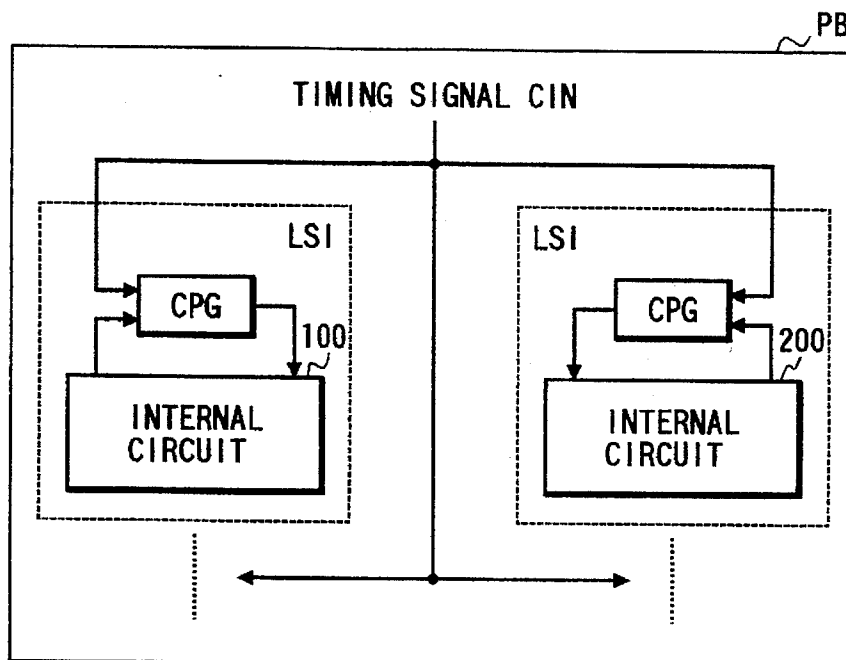 PB
TIMING SIGNAL CIN
LSI
LSI
CPG
CPG
100
200
INTERNAL
CIRCUIT
INTERNAL
CIRCUIT